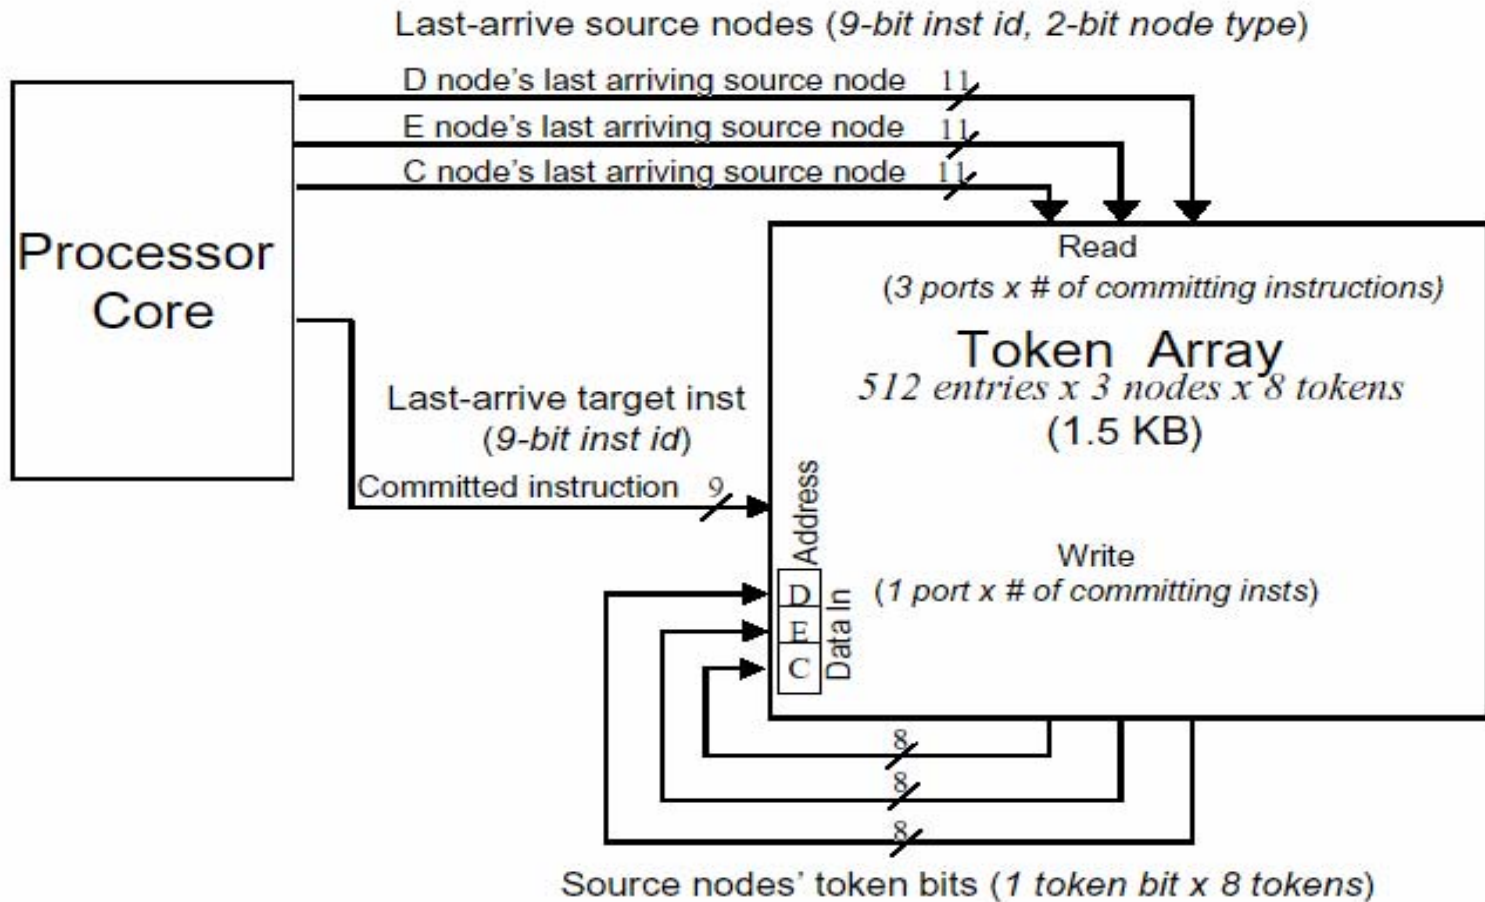 Last-arrive source nodes (9-bit inst id, 2-bit node type)
D node's last arriving source node 11
E node's last arriving source node 11
C node's last arriving source node 11
Processor
Core
Read
(3 ports x # of committing instructions)
Token Array
512 entries x 3 nodes x 8 tokens
(1.5 KB)
Last-arrive target inst
(9-bit inst id)
Committed instruction 9
Address
Write
(1 port x # of committing insts)
D
E
C
Data In
8
8
8
Source nodes' token bits (1 token bit x 8 tokens)